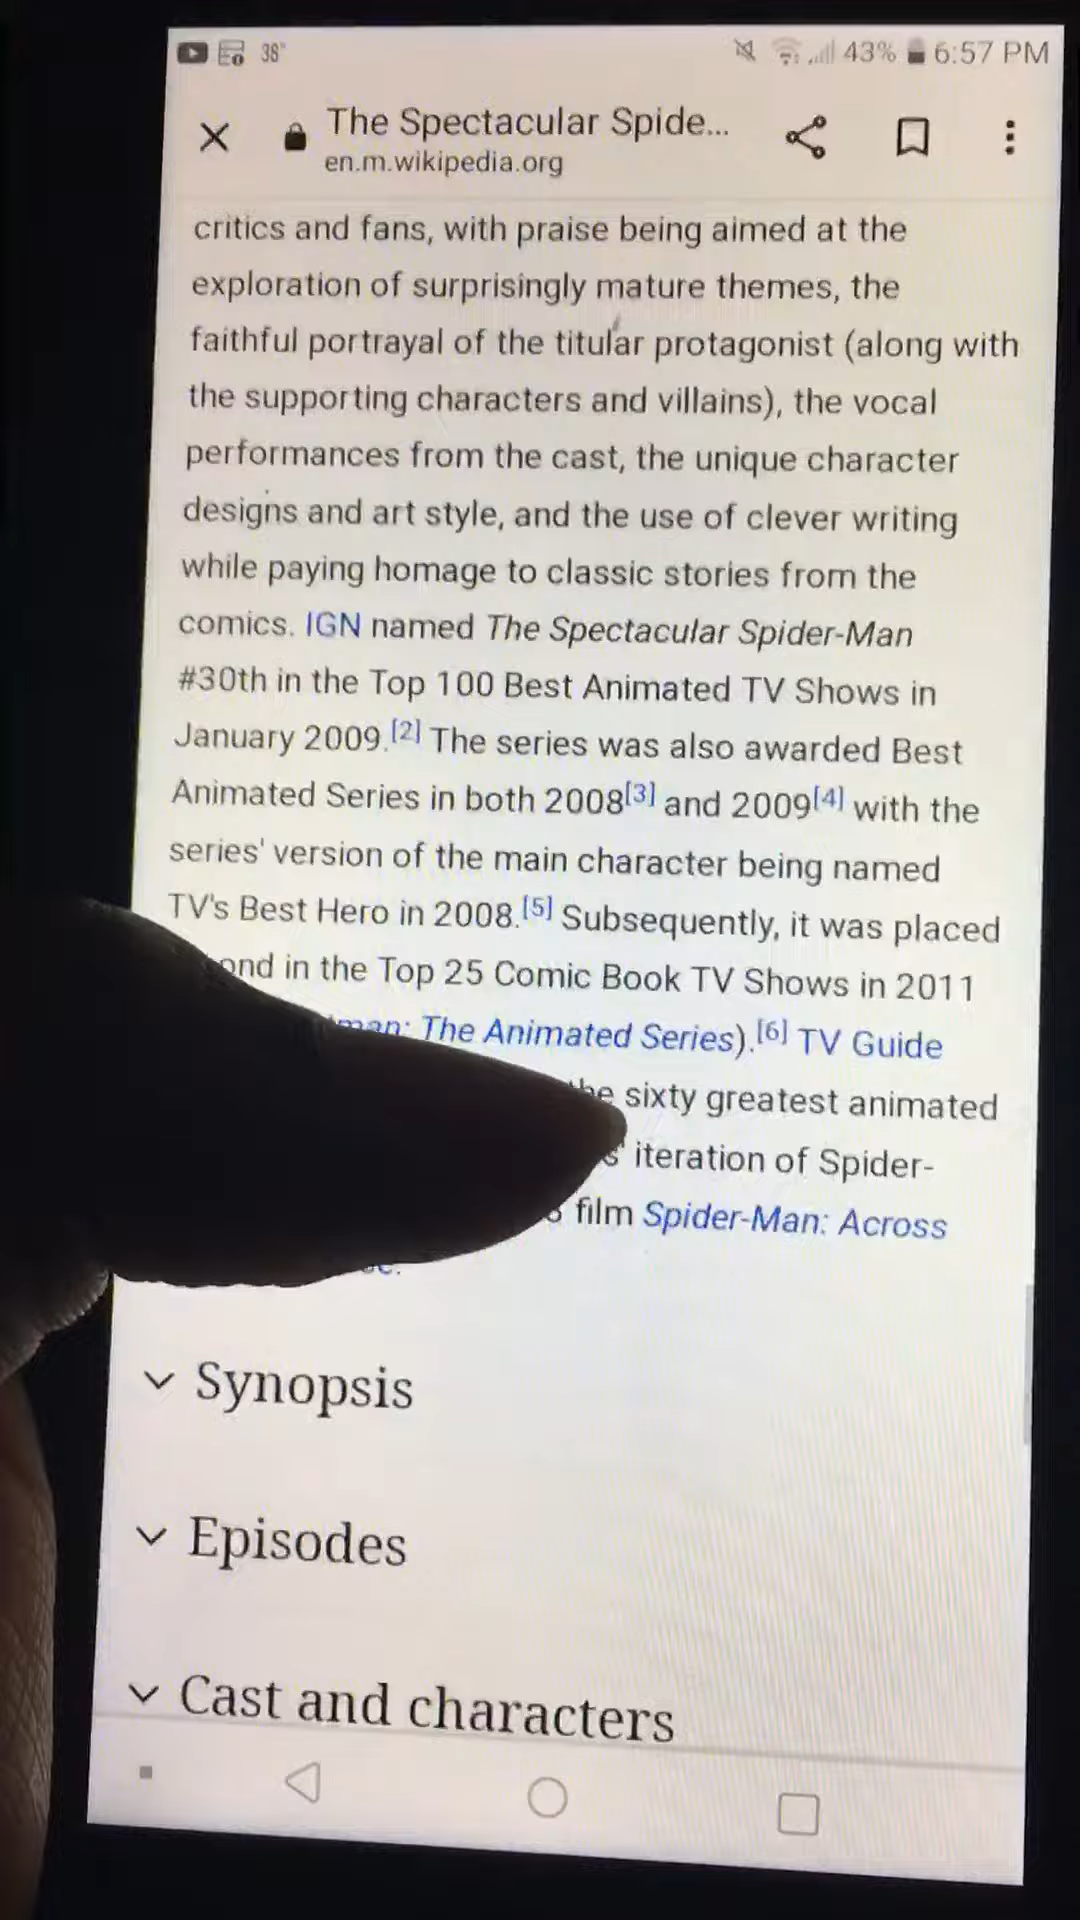 38°
43% 6:57 PM
The Spectacular Spide...
en.m.wikipedia.org
critics and fans, with praise being aimed at the
exploration of surprisingly mature themes, the
faithful portrayal of the titular protagonist (along with
the supporting characters and villains), the vocal
performances from the cast, the unique character
designs and art style, and the use of clever writing
while paying homage to classic stories from the
comics. IGN named The Spectacular Spider-Man
#30th in the Top 100 Best Animated TV Shows in
January 2009.[2] The series was also awarded Best
Animated Series in both 2008[3] and 2009[4] with the
series' version of the main character being named
TV's Best Hero in 2008.[5] Subsequently, it was placed
in the Top 25 Comic Book TV Shows in 2011
The Animated Series).[6] TV Guide
the sixty greatest animated
iteration of Spider-
film Spider-Man: Across
Synopsis
Episodes
Cast and characters